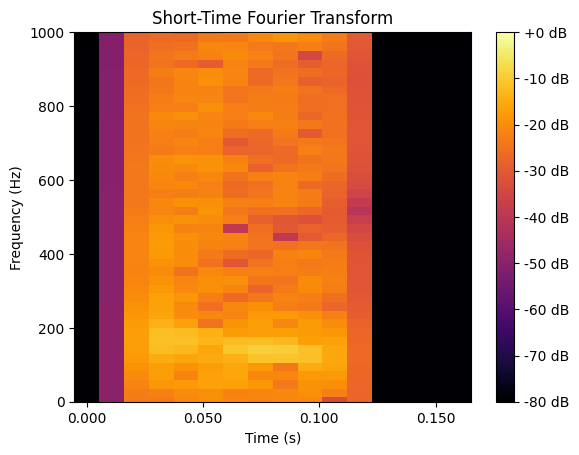 Short-Time Fourier Transform
1000
800
600
400
200
0
Frequency (Hz)
0.000
0.050
0.100
0.150
Time (s)
+0 dB
-10 dB
-20 dB
-30 dB
-40 dB
-50 dB
-60 dB
-70 dB
-80 dB